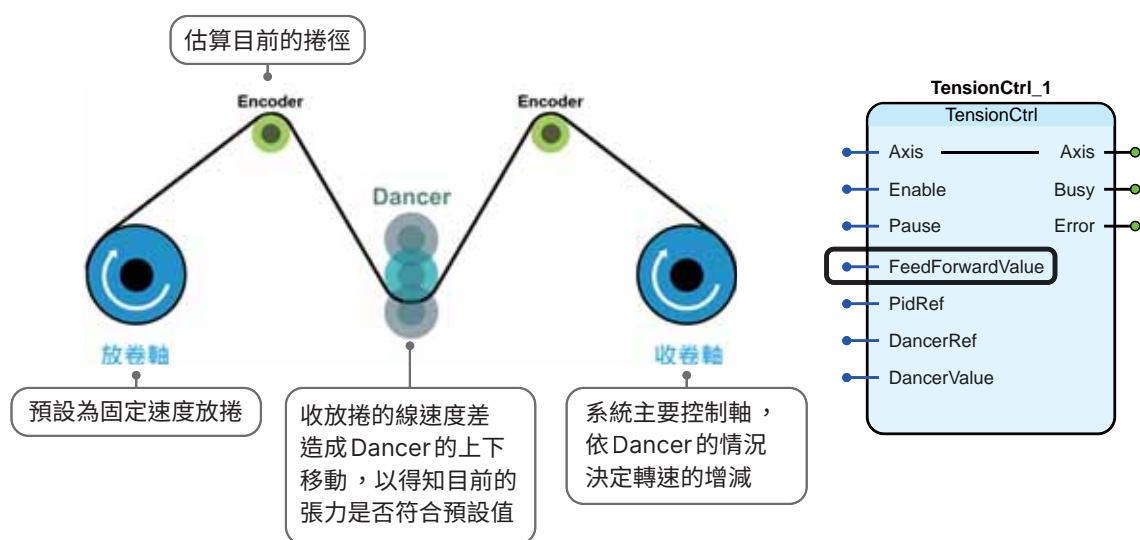 估算目前的捲徑
Encoder
Encoder
Dancer
放卷軸
收卷軸
預設為固定速度放捲
收放捲的線速度差
造成Dancer的上下
移動，以得知目前的
張力是否符合預設值
系統主要控制軸，
依Dancer的情況
決定轉速的增減
TensionCtrl_1
TensionCtrl
Axis Axis
Enable Busy
Pause Error
FeedForwardValue
PidRef
DancerRef
DancerValue